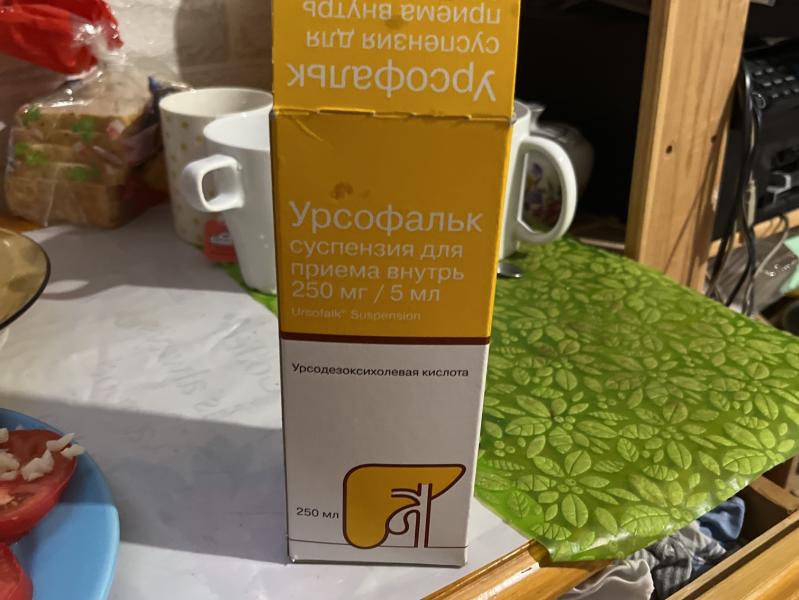 Урсофальк
суспензия для
приема внутрь
Урсофальк
суспензия для
приема внутрь
250 мг / 5 мл
Ursofalk® Suspension
Урсодезоксихолевая кислота
250 мл